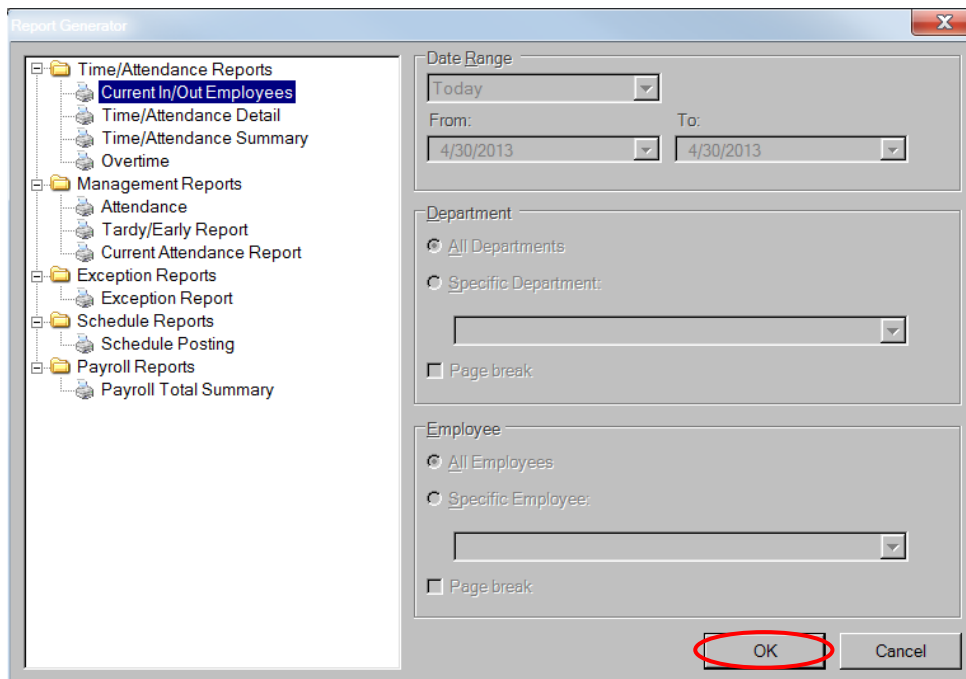 Report Generator
Time/Attendance Reports
Current In/Out Employees
Time/Attendance Detail
Time/Attendance Summary
Overtime
Management Reports
Attendance
Tardy/Early Report
Current Attendance Report
Exception Reports
Exception Report
Schedule Reports
Schedule Posting
Payroll Reports
Payroll Total Summary
Date Range
Today
From: To:
4/30/2013 4/30/2013
Department
All Departments
Specific Department:
Page break
Employee
All Employees
Specific Employee:
Page break
OK Cancel